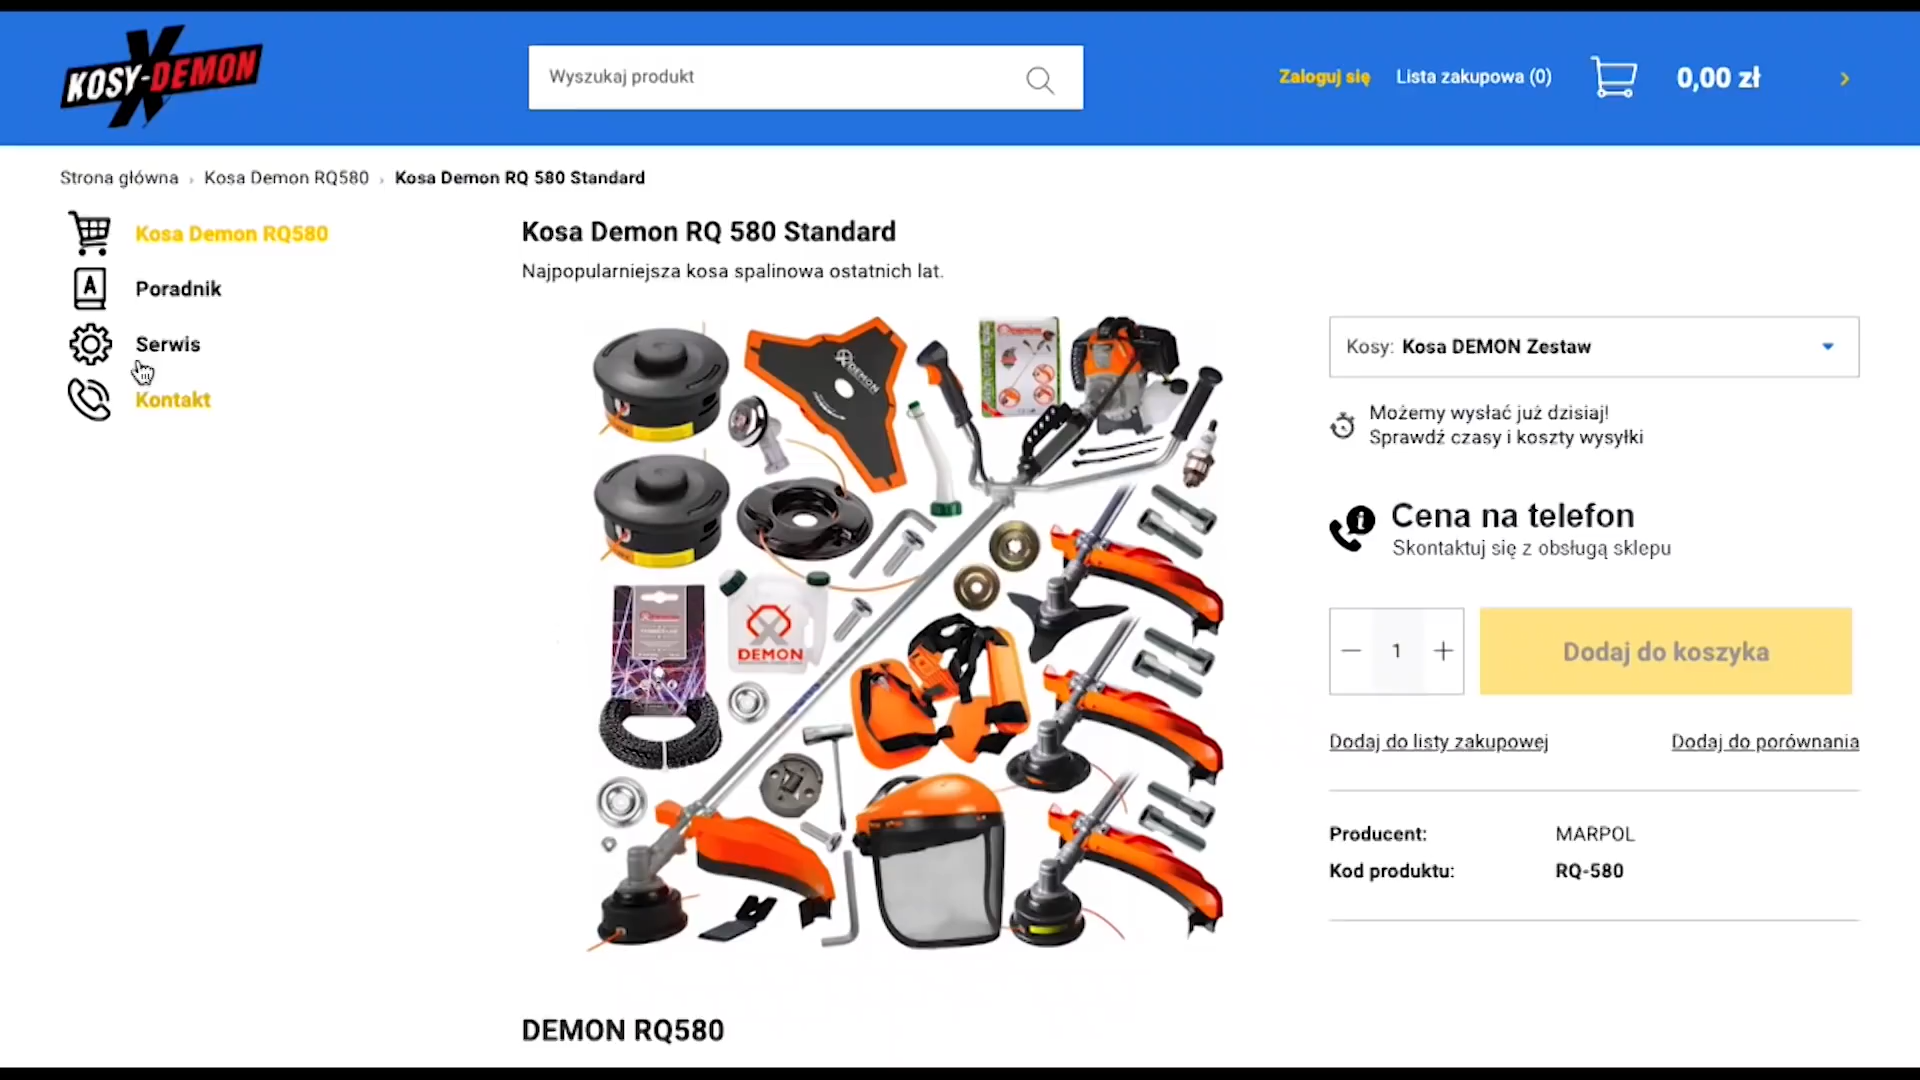 KOSY-DEMON
Wyszukaj produkt
Zaloguj się
Lista zakupowa (0)
0,00 zł
Strona główna › Kosa Demon RQ580 › Kosa Demon RQ 580 Standard
Kosa Demon RQ580
Poradnik
Serwis
Kontakt
Kosa Demon RQ 580 Standard
Najpopularniejsza kosa spalinowa ostatnich lat.
DEMON
DEMON
Kosy: Kosa DEMON Zestaw
Możemy wysłać już dzisiaj!
Sprawdź czasy i koszty wysyłki
Cena na telefon
Skontaktuj się z obsługą sklepu
1
Dodaj do koszyka
Dodaj do listy zakupowej
Dodaj do porównania
Producent: MARPOL
Kod produktu: RQ-580
DEMON RQ580